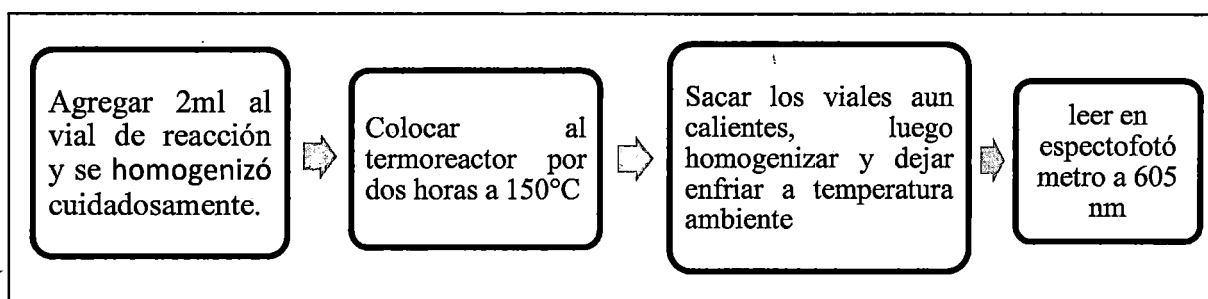 Agregar 2ml al
vial de reacción
y se homogenizó
cuidadosamente.
Colocar al
termoreactor por
dos horas a 150°C
Sacar los viales aun
calientes, luego
homogenizar y dejar
enfriar a temperatura
ambiente
leer en
espectofotó
metro a 605
nm